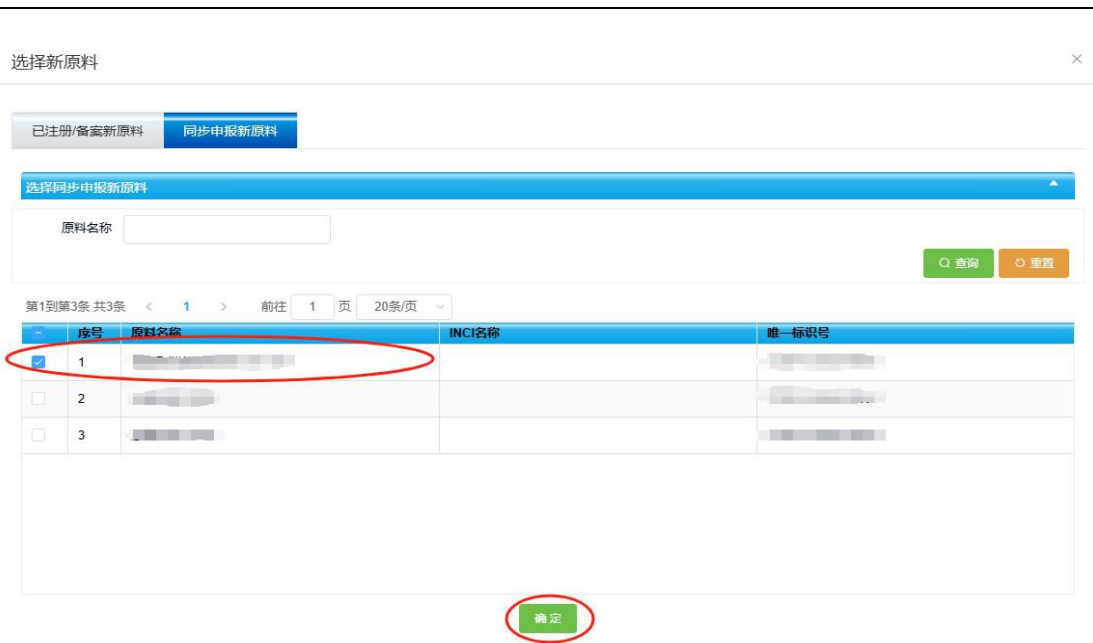 选择新原料
已注册/备案新原料 同步申报新原料
选择同步申报新原料
原料名称
查询 重置
第1到第3条 共3条 < 1 > 前往 1 页 20条/页
序号 原料名称 INCI名称 唯一标识号
1
2
3
确定